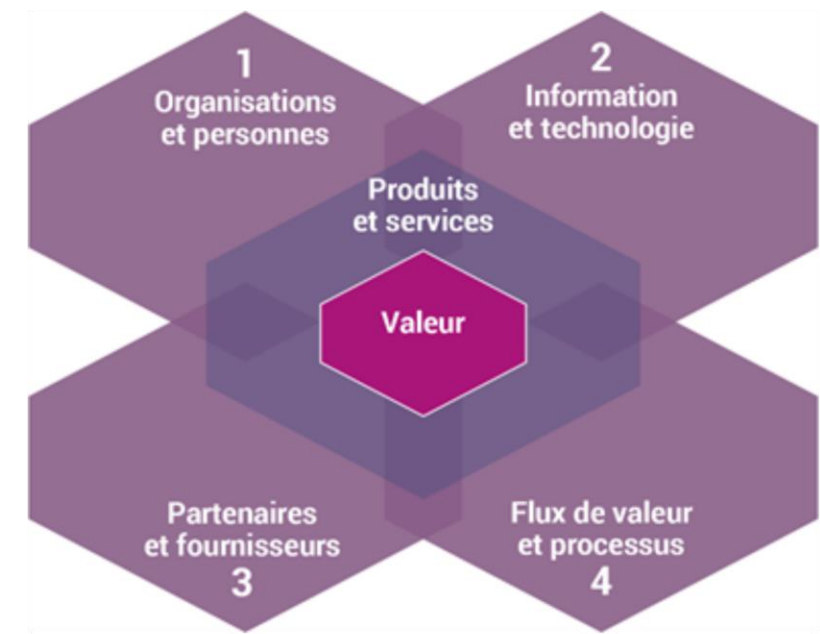 1
Organisations
et personnes
2
Information
et technologie
Produits
et services
Valeur
Partenaires
et fournisseurs
3
Flux de valeur
et processus
4